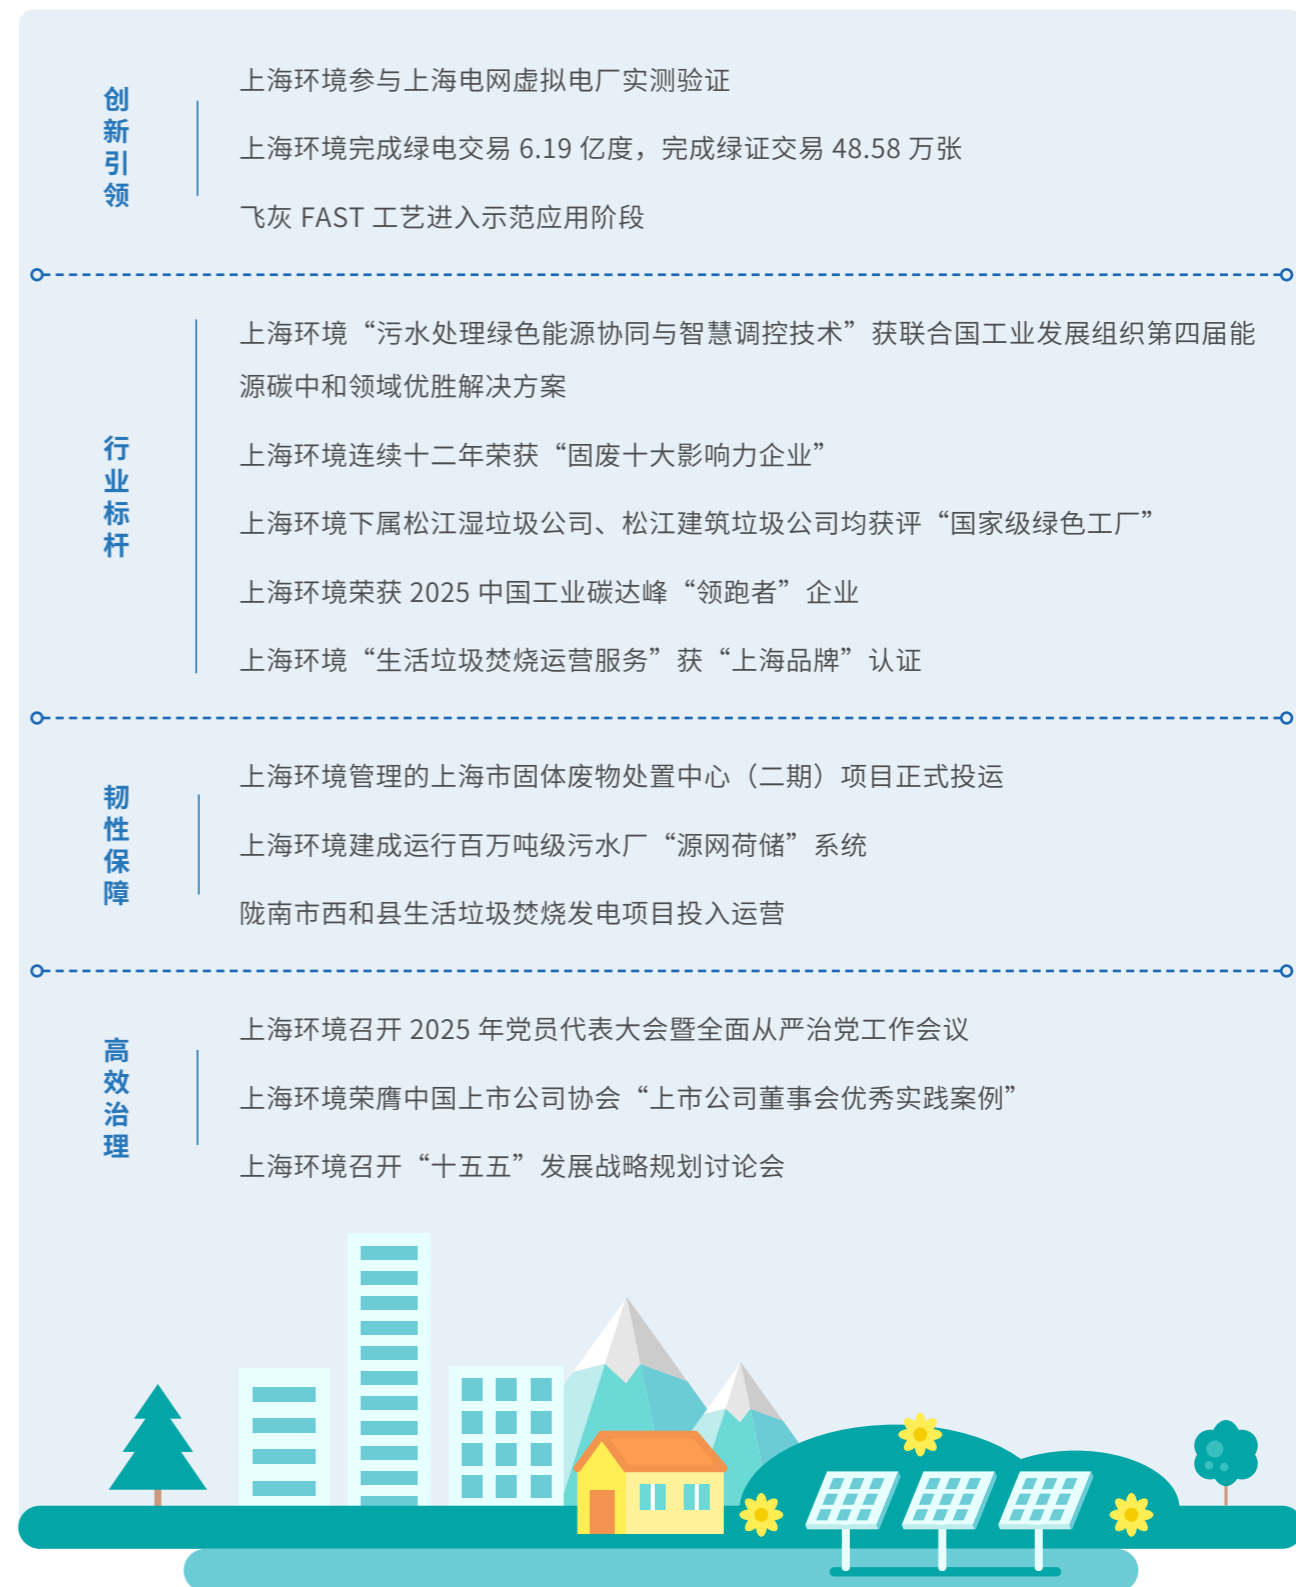 创新引领
上海环境参与上海电网虚拟电厂实测验证
上海环境完成绿电交易 6.19 亿度，完成绿证交易 48.58 万张
飞灰 FAST 工艺进入示范应用阶段
行业标杆
上海环境“污水处理绿色能源协同与智慧调控技术”获联合国工业发展组织第四届能
源碳中和领域优胜解决方案
上海环境连续十二年荣获“固废十大影响力企业”
上海环境下属松江湿垃圾公司、松江建筑垃圾公司均获评“国家级绿色工厂”
上海环境荣获 2025 中国工业碳达峰“领跑者”企业
上海环境“生活垃圾焚烧运营服务”获“上海品牌”认证
韧性保障
上海环境管理的上海市固体废物处置中心（二期）项目正式投运
上海环境建成运行百万吨级污水厂“源网荷储”系统
陇南市西和县生活垃圾焚烧发电项目投入运营
高效治理
上海环境召开 2025 年党员代表大会暨全面从严治党工作会议
上海环境荣膺中国上市公司协会“上市公司董事会优秀实践案例”
上海环境召开“十五五”发展战略规划讨论会